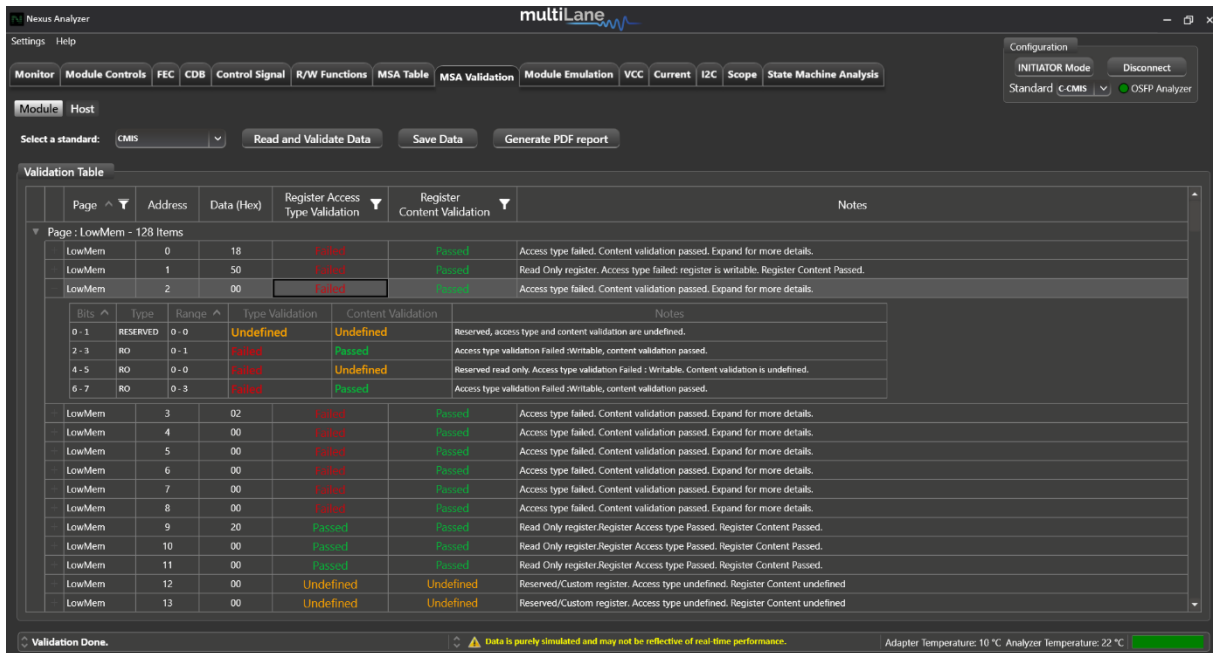 Nexus Analyzer
multiLane
Settings Help
Configuration
INITIATOR Mode Disconnect
Standard C-CMIS OSFP Analyzer
Monitor Module Controls FEC CDB Control Signal R/W Functions MSA Table MSA Validation Module Emulation VCC Current I2C Scope State Machine Analysis
Module Host
Select a standard: CMIS Read and Validate Data Save Data Generate PDF report
Validation Table
Page Address Data (Hex) Register Access Type Validation Register Content Validation Notes
Page : LowMem - 128 Items
LowMem 0 18 Failed Passed Access type failed. Content validation passed. Expand for more details.
LowMem 1 50 Failed Passed Read Only register. Access type failed: register is writable. Register Content Passed.
LowMem 2 00 Failed Passed Access type failed. Content validation passed. Expand for more details.
Bits Type Range Type Validation Content Validation Notes
0 - 1 RESERVED 0 - 0 Undefined Undefined Reserved, access type and content validation are undefined.
2 - 3 RO 0 - 1 Failed Passed Access type validation Failed :Writable, content validation passed.
4 - 5 RO 0 - 0 Failed Undefined Reserved read only. Access type validation Failed : Writable. Content validation is undefined.
6 - 7 RO 0 - 3 Failed Passed Access type validation Failed :Writable, content validation passed.
LowMem 3 02 Failed Passed Access type failed. Content validation passed. Expand for more details.
LowMem 4 00 Failed Passed Access type failed. Content validation passed. Expand for more details.
LowMem 5 00 Failed Passed Access type failed. Content validation passed. Expand for more details.
LowMem 6 00 Failed Passed Access type failed. Content validation passed. Expand for more details.
LowMem 7 00 Failed Passed Access type failed. Content validation passed. Expand for more details.
LowMem 8 00 Failed Passed Access type failed. Content validation passed. Expand for more details.
LowMem 9 20 Passed Passed Read Only register.Register Access type Passed. Register Content Passed.
LowMem 10 00 Passed Passed Read Only register.Register Access type Passed. Register Content Passed.
LowMem 11 00 Passed Passed Read Only register.Register Access type Passed. Register Content Passed.
LowMem 12 00 Undefined Undefined Reserved/Custom register. Access type undefined. Register Content undefined
LowMem 13 00 Undefined Undefined Reserved/Custom register. Access type undefined. Register Content undefined
Validation Done. Data is purely simulated and may not be reflective of real-time performance. Adapter Temperature: 10 °C Analyzer Temperature: 22 °C